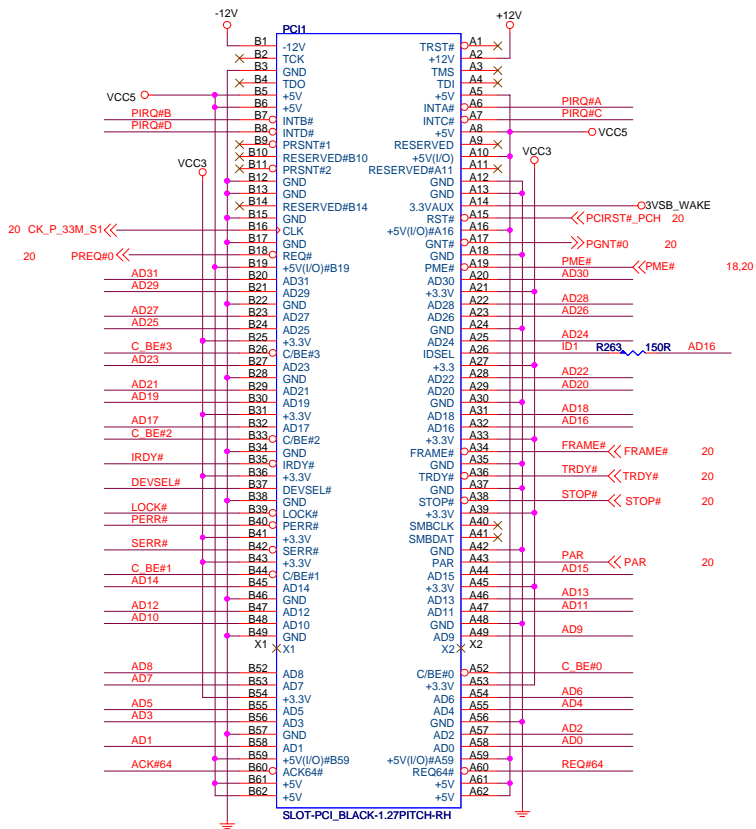 -12V +12V
PCI1
B1 -12V TRST# A1
B2 TCK +12V A2
B3 GND TMS A3
B4 TDO TDI A4
VCC5 B5 +5V +5V A5
B6 +5V INTA# A6 PIRQ#A
PIRQ#B B7 INTB# INTC# A7 PIRQ#C
PIRQ#D B8 INTD# +5V A8 VCC5
B9 PRSNT#1 RESERVED A9
B10 RESERVED#B10 +5V(I/O) A10
VCC3 B11 PRSNT#2 RESERVED#A11 A11 VCC3
B12 GND GND A12
B13 GND GND A13
B14 RESERVED#B14 3.3VAUX A14 3VSB_WAKE
B15 GND RST# A15 PCIRST#_PCH 20
20 CK_P_33M_S1 B16 CLK +5V(I/O)#A16 A16
B17 GND GNT# A17 PGNT#0 20
20 PREQ#0 B18 REQ# GND A18
B19 +5V(I/O)#B19 PME# A19 PME# PME# 18,20
AD31 B20 AD31 AD30 A20 AD30
AD29 B21 AD29 +3.3V A21
B22 GND AD28 A22 AD28
AD27 B23 AD27 AD26 A23 AD26
AD25 B24 AD25 GND A24
B25 +3.3V AD24 A25 AD24
C_BE#3 B26 C/BE#3 IDSEL A26 ID1 R263 150R AD16
AD23 B27 AD23 +3.3 A27
B28 GND AD22 A28 AD22
AD21 B29 AD21 AD20 A29 AD20
AD19 B30 AD19 GND A30
B31 +3.3V AD18 A31 AD18
AD17 B32 AD17 AD16 A32 AD16
C_BE#2 B33 C/BE#2 +3.3V A33
B34 GND FRAME# A34 FRAME# FRAME# 20
IRDY# B35 IRDY# GND A35
B36 +3.3V TRDY# A36 TRDY# TRDY# 20
DEVSEL# B37 DEVSEL# GND A37
B38 GND STOP# A38 STOP# STOP# 20
LOCK# B39 LOCK# +3.3V A39
PERR# B40 PERR# SMBCLK A40
B41 +3.3V SMBDAT A41
SERR# B42 SERR# GND A42
B43 +3.3V PAR A43 PAR PAR 20
C_BE#1 B44 C/BE#1 AD15 A44 AD15
AD14 B45 AD14 +3.3V A45
B46 GND AD13 A46 AD13
AD12 B47 AD12 AD11 A47 AD11
AD10 B48 AD10 GND A48
B49 GND AD9 A49 AD9
X1 X1 X2 X2
AD8 B52 AD8 C/BE#0 A52 C_BE#0
AD7 B53 AD7 +3.3V A53
B54 +3.3V AD6 A54 AD6
AD5 B55 AD5 AD4 A55 AD4
AD3 B56 AD3 GND A56
B57 GND AD2 A57 AD2
AD1 B58 AD1 AD0 A58 AD0
B59 +5V(I/O)#B59 +5V(I/O)#A59 A59
ACK#64 B60 ACK64# REQ64# A60 REQ#64
B61 +5V +5V A61
B62 +5V +5V A62
SLOT-PCI_BLACK-1.27PITCH-RH